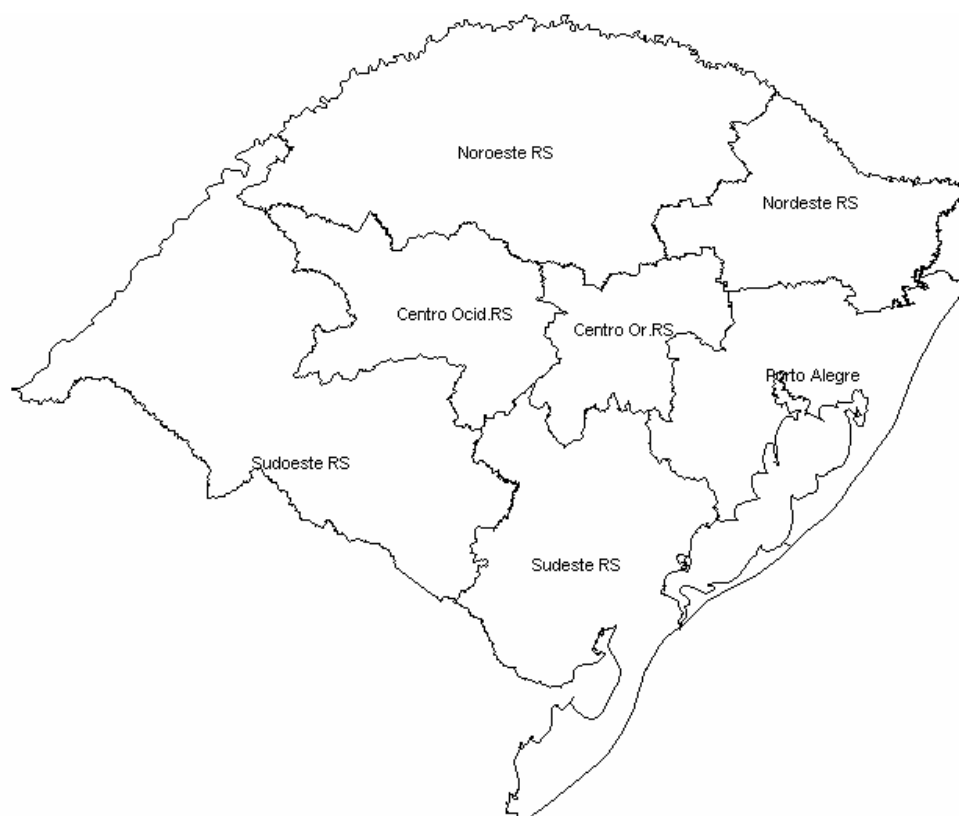 Noroeste RS
Nordeste RS
Centro Ocid.RS
Centro Or.RS
Porto Alegre
Sudoeste RS
Sudeste RS